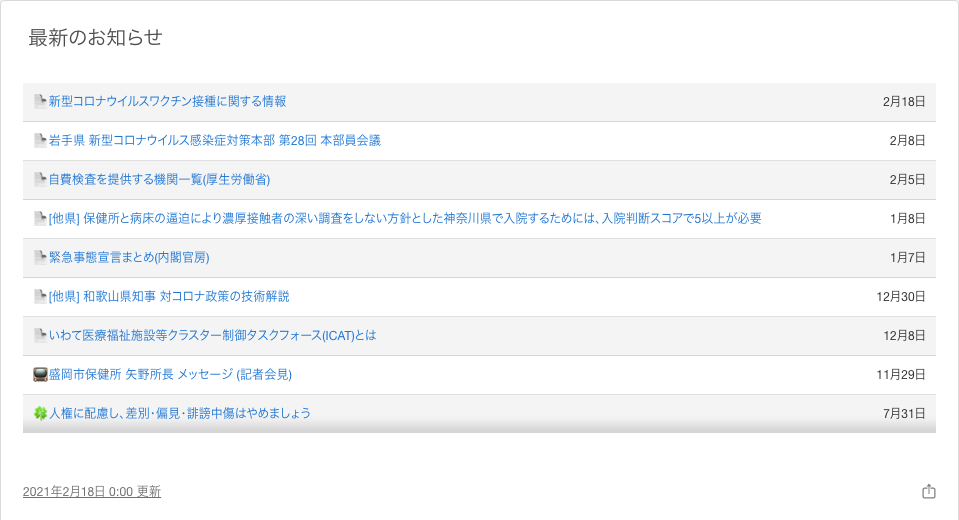 最新のお知らせ
新型コロナウイルスワクチン接種に関する情報 2月18日
岩手県 新型コロナウイルス感染症対策本部 第28回 本部員会議 2月8日
自費検査を提供する機関一覧(厚生労働省) 2月5日
[他県] 保健所と病床の逼迫により濃厚接触者の深い調査をしない方針とした神奈川県で入院するためには、入院判断スコアで5以上が必要 1月8日
緊急事態宣言まとめ(内閣官房) 1月7日
[他県] 和歌山県知事 対コロナ政策の技術解説 12月30日
いわて医療福祉施設等クラスター制御タスクフォース(ICAT)とは 12月8日
盛岡市保健所 矢野所長 メッセージ (記者会見) 11月29日
人権に配慮し、差別・偏見・誹謗中傷はやめましょう 7月31日
2021年2月18日 0:00 更新